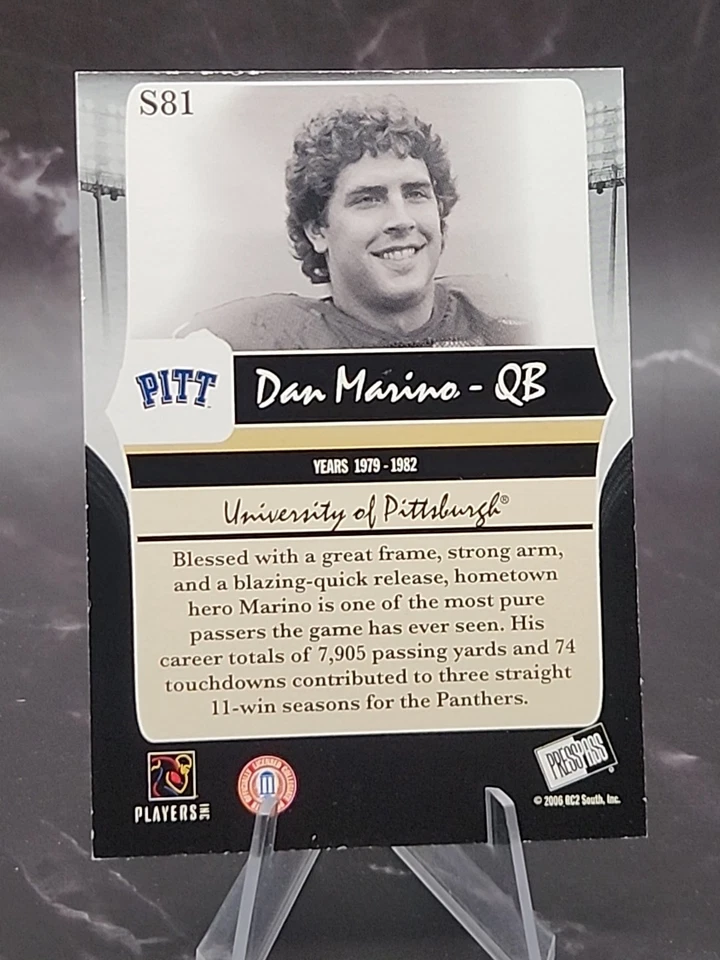 S81
PITT
Dan Marino - QB
YEARS 1979 - 1982
University of Pittsburgh®
Blessed with a great frame, strong arm,
and a blazing-quick release, hometown
hero Marino is one of the most pure
passers the game has ever seen. His
career totals of 7,905 passing yards and 74
touchdowns contributed to three straight
11-win seasons for the Panthers.
PLAYERS INC
OFFICIALLY LICENSED
PRESS PASS
© 2006 RC2 South, Inc.